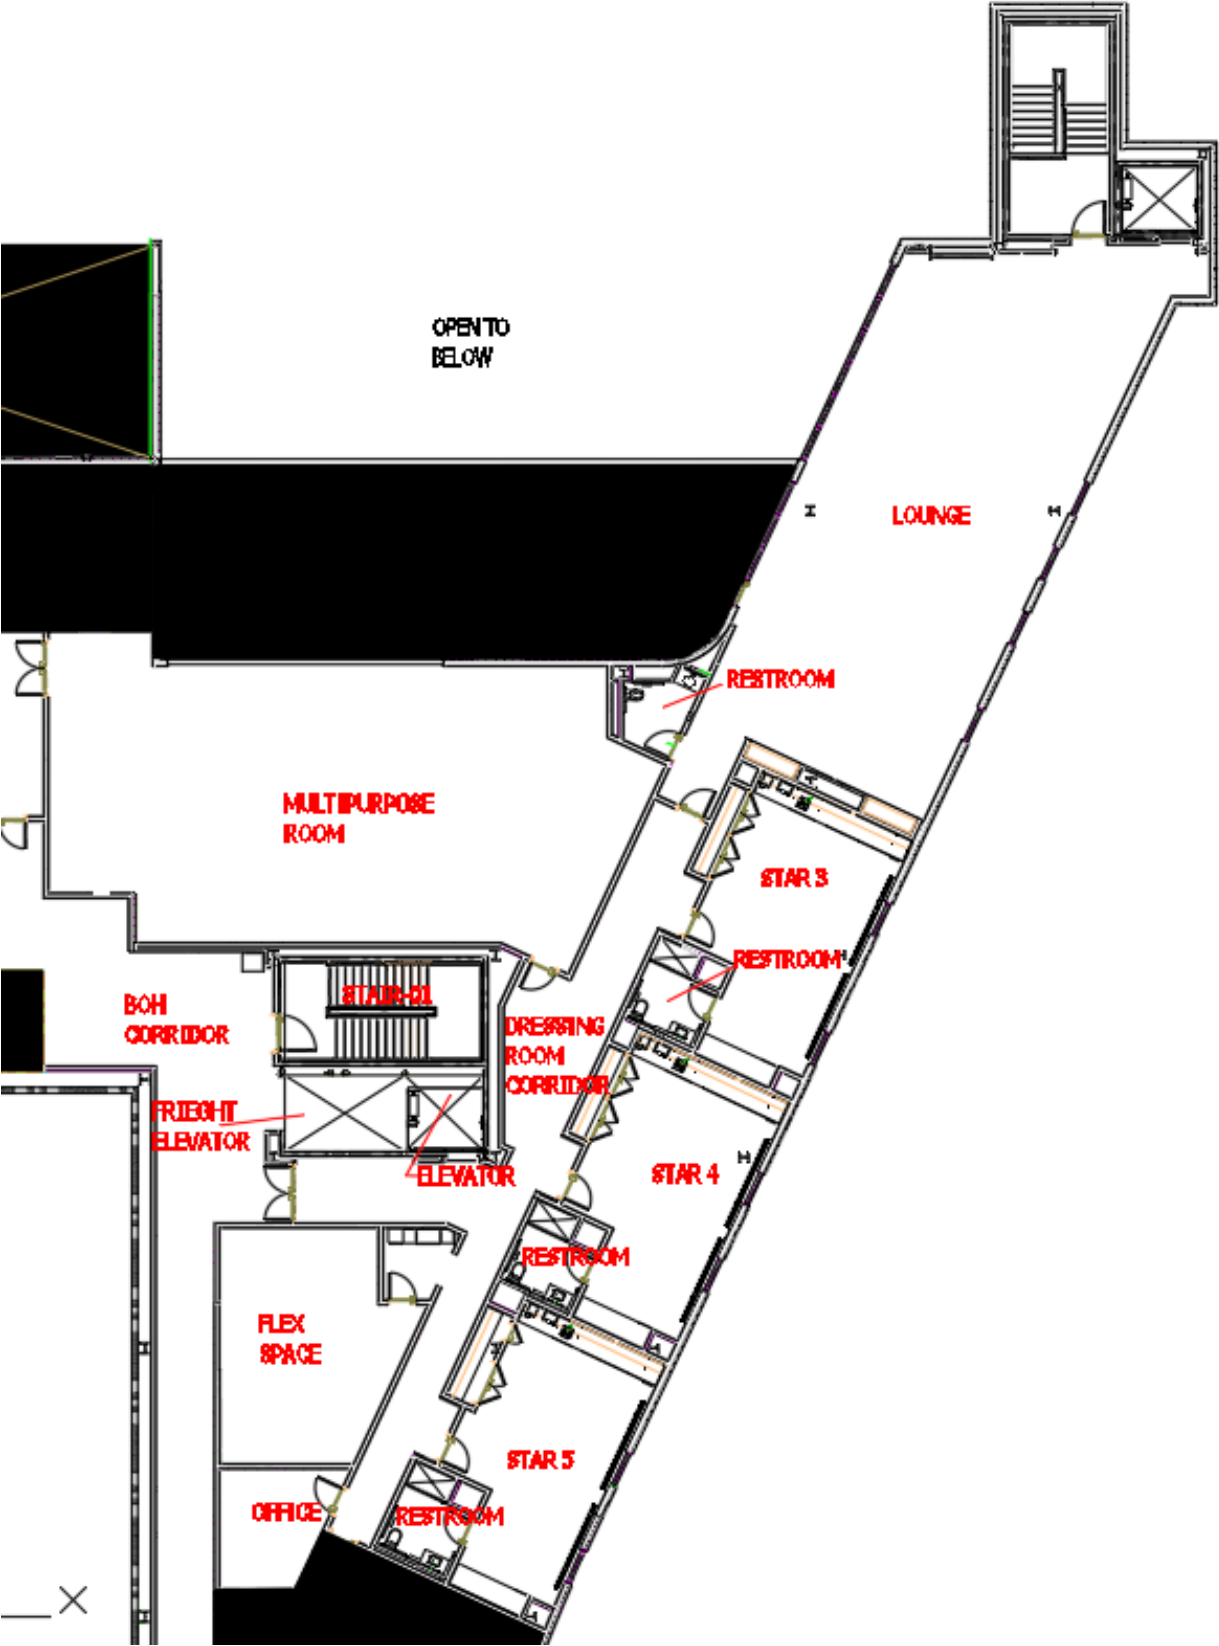 OPEN TO
BELOW
LOUNGE
RESTROOM
MULTIPURPOSE
ROOM
STAR 3
RESTROOM
STAIR-01
BOH
CORRIDOR
DRESSING
ROOM
CORRIDOR
FRIEGHT
ELEVATOR
ELEVATOR
STAR 4
RESTROOM
FLEX
SPACE
STAR 5
OFFICE
RESTROOM